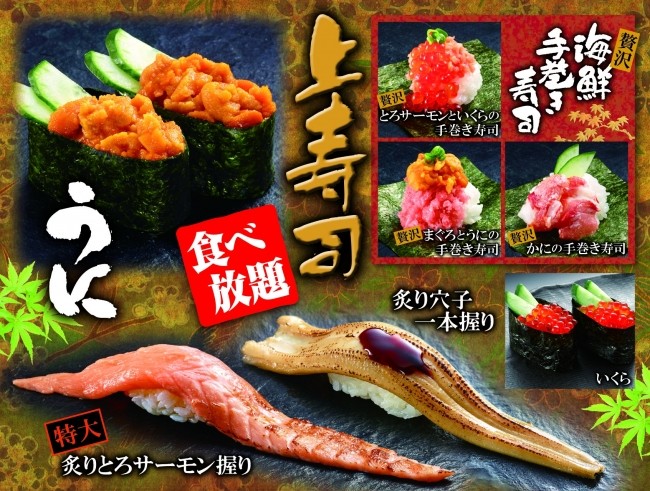 上寿司
うに
食べ
放題
贅沢
海鮮
手巻き
寿司
贅沢
とろサーモンといくらの
手巻き寿司
贅沢
まぐろとうにの
手巻き寿司
贅沢
かにの手巻き寿司
炙り穴子
一本握り
いくら
特大
炙りとろサーモン握り